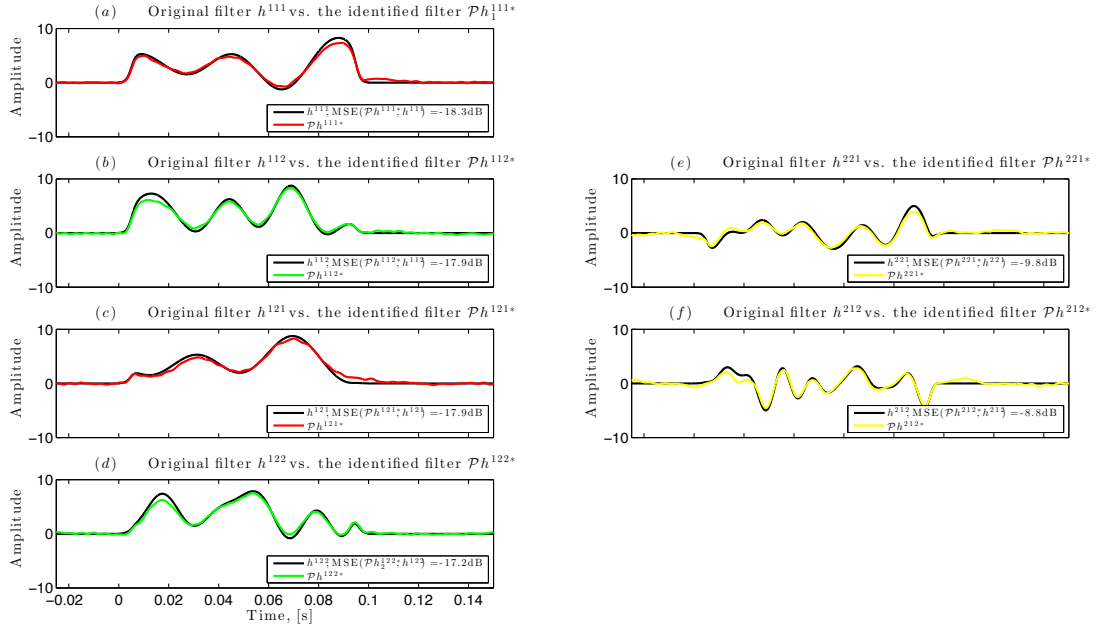 (a) Original filter h^{111} vs. the identified filter 𝒫h_1^{111*}
10
0
−10
Amplitude
h^{111}, MSE(𝒫h^{111*}, h^{111}) =-18.3dB
𝒫h^{111*}
(b) Original filter h^{112} vs. the identified filter 𝒫h^{112*}
10
0
−10
Amplitude
h^{112}, MSE(𝒫h^{112*}, h^{112}) =-17.9dB
𝒫h^{112*}
(c) Original filter h^{121} vs. the identified filter 𝒫h^{121*}
10
0
−10
Amplitude
h^{121}, MSE(𝒫h^{121*}, h^{121}) =-17.9dB
𝒫h^{121*}
(d) Original filter h^{122} vs. the identified filter 𝒫h^{122*}
10
0
−10
Amplitude
h^{122}, MSE(𝒫h_2^{122*}, h^{122}) =-17.2dB
𝒫h^{122*}
−0.02 0 0.02 0.04 0.06 0.08 0.1 0.12 0.14
Time, [s]
(e) Original filter h^{221} vs. the identified filter 𝒫h^{221*}
10
0
−10
Amplitude
h^{221}, MSE(𝒫h^{221*}, h^{221}) =-9.8dB
𝒫h^{221*}
(f) Original filter h^{212} vs. the identified filter 𝒫h^{212*}
10
0
−10
Amplitude
h^{212}, MSE(𝒫h^{212*}, h^{212}) =-8.8dB
𝒫h^{212*}